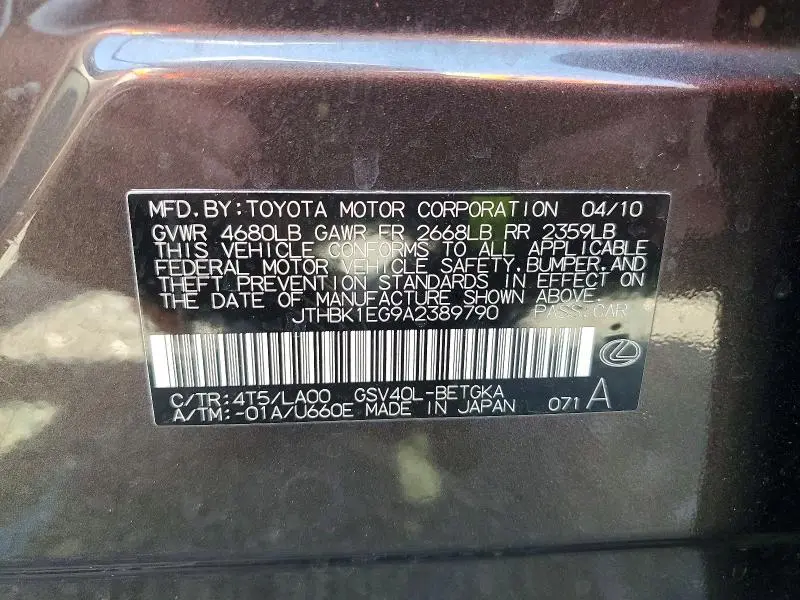 MFD.BY:TOYOTA MOTOR CORPORATION 04/10
GVWR 4680LB GAWR FR 2668LB RR 2359LB
THIS VEHICLE CONFORMS TO ALL APPLICABLE
FEDERAL MOTOR VEHICLE SAFETY,BUMPER,AND
THEFT PREVENTION STANDARDS IN EFFECT ON
THE DATE OF MANUFACTURE SHOWN ABOVE.
JTHBK1EG9A2389790 PASS.CAR
C/TR:4T5/LA00 GSV40L-BETGKA
A/TM:-01A/U660E MADE IN JAPAN 071 A